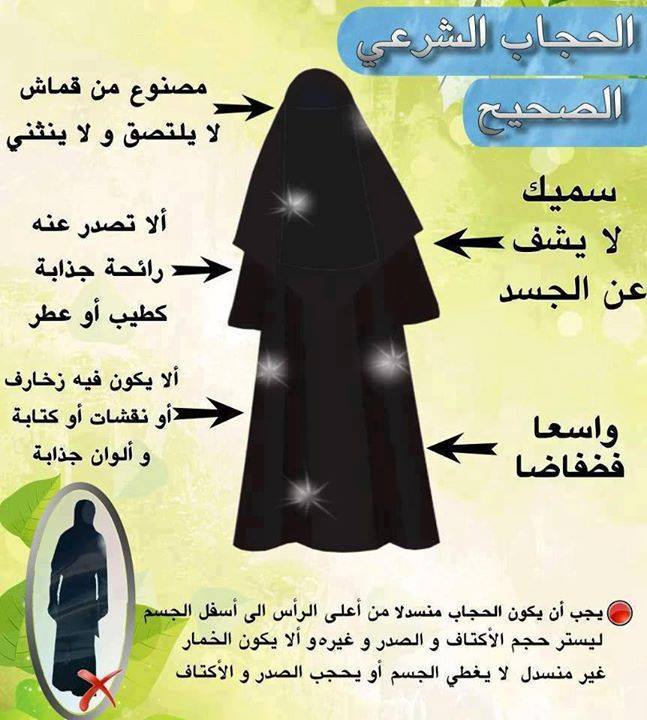 الحجاب الشرعي
الصحيح
مصنوع من قماش
لا يلتصق و لا ينثني
سميك
لا يشف
عن الجسد
ألا تصدر عنه
رائحة جذابة
كطيب أو عطر
ألا يكون فيه زخارف
أو نقشات أو كتابة
و ألوان جذابة
واسعا
فضفاضا
يجب أن يكون الحجاب منسدلا من أعلى الرأس الى أسفل الجسم
ليستر حجم الأكتاف و الصدر و غيره و ألا يكون الخمار
غير منسدل لا يغطي الجسم أو يحجب الصدر و الأكتاف